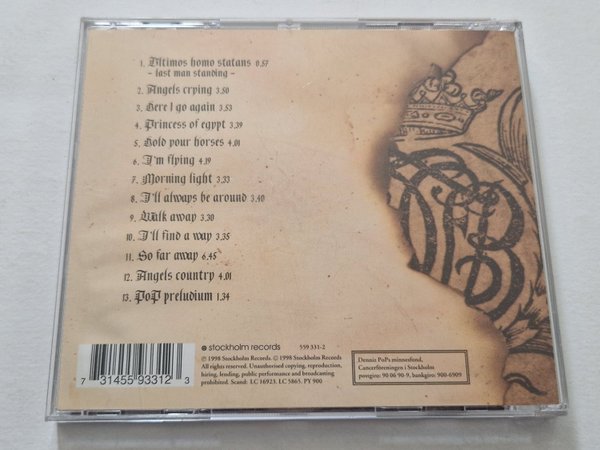 1. Ultimos homo statans 0.57
- last man standing -
2. Angels crying 3.50
3. Here I go again 3.53
4. Princess of egypt 3.39
5. Hold your horses 4.01
6. I'm flying 4.19
7. Morning light 3.33
8. I'll always be around 3.40
9. Walk away 3.30
10. I'll find a way 3.35
11. So far away 6.45
12. Angels country 4.01
13. PoP preludium 1.34
stockholm records 559 331-2
℗ 1998 Stockholm Records. © 1998 Stockholm Records
All rights reserved. Unauthorised copying, reproduction,
hiring, lending, public performance and broadcasting
prohibited. Scand: LC 16923. LC 5865. PY 900
Denniz PoPs minnesfond,
Cancerföreningen i Stockholm
postgiro: 90 06 90-9, bankgiro: 900-6909
7 31455 93312 3